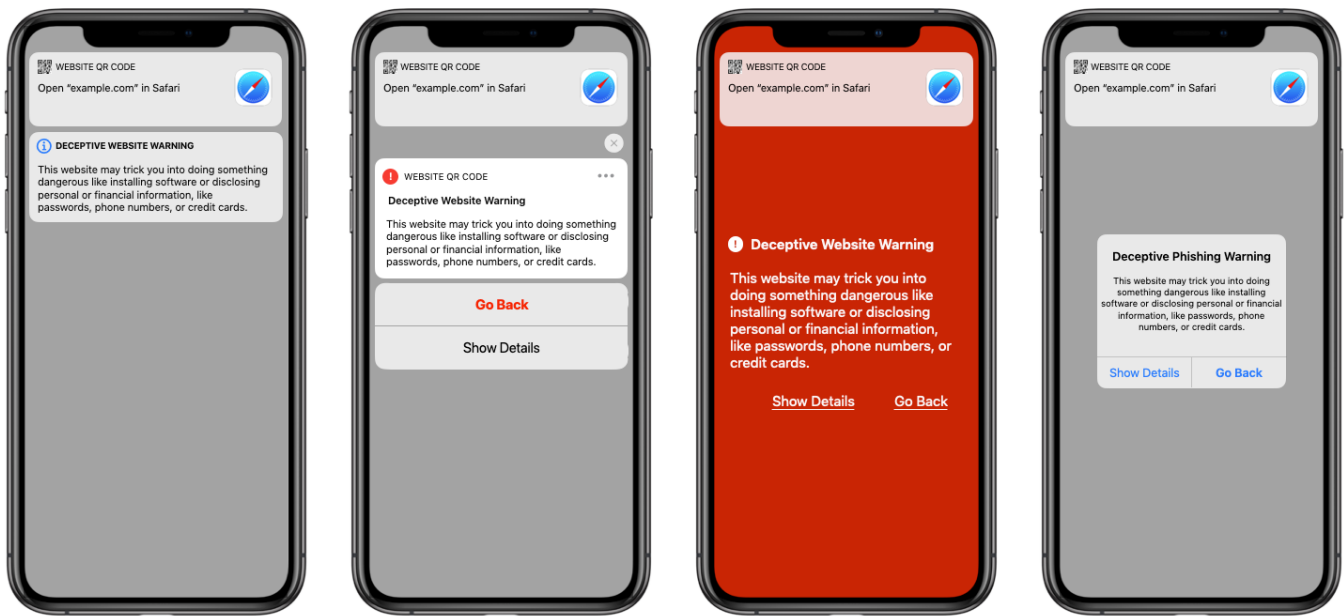 WEBSITE QR CODE
Open “example.com” in Safari
DECEPTIVE WEBSITE WARNING
This website may trick you into doing something
dangerous like installing software or disclosing
personal or financial information, like
passwords, phone numbers, or credit cards.
WEBSITE QR CODE
Open “example.com” in Safari
WEBSITE QR CODE
Deceptive Website Warning
This website may trick you into doing something
dangerous like installing software or disclosing
personal or financial information, like
passwords, phone numbers, or credit cards.
Go Back
Show Details
WEBSITE QR CODE
Open “example.com” in Safari
Deceptive Website Warning
This website may trick you into
doing something dangerous like
installing software or disclosing
personal or financial information,
like passwords, phone numbers, or
credit cards.
Show Details Go Back
WEBSITE QR CODE
Open “example.com” in Safari
Deceptive Phishing Warning
This website may trick you into doing
something dangerous like installing
software or disclosing personal or financial
information, like passwords, phone
numbers, or credit cards.
Show Details Go Back